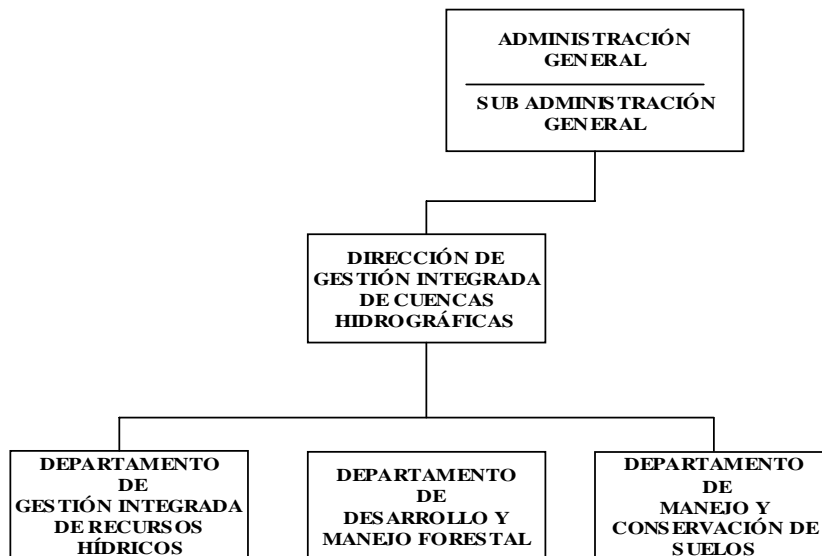 ADMINISTRACIÓN
GENERAL
SUB ADMINISTRACIÓN
GENERAL
DIRECCIÓN DE
GESTIÓN INTEGRADA
DE CUENCAS
HIDROGRÁFICAS
DEPARTAMENTO
DE
GESTIÓN INTEGRADA
DE RECURSOS
HÍDRICOS
DEPARTAMENTO
DE
DESARROLLO Y
MANEJO FORESTAL
DEPARTAMENTO
DE
MANEJO Y
CONSERVACIÓN DE
SUELOS